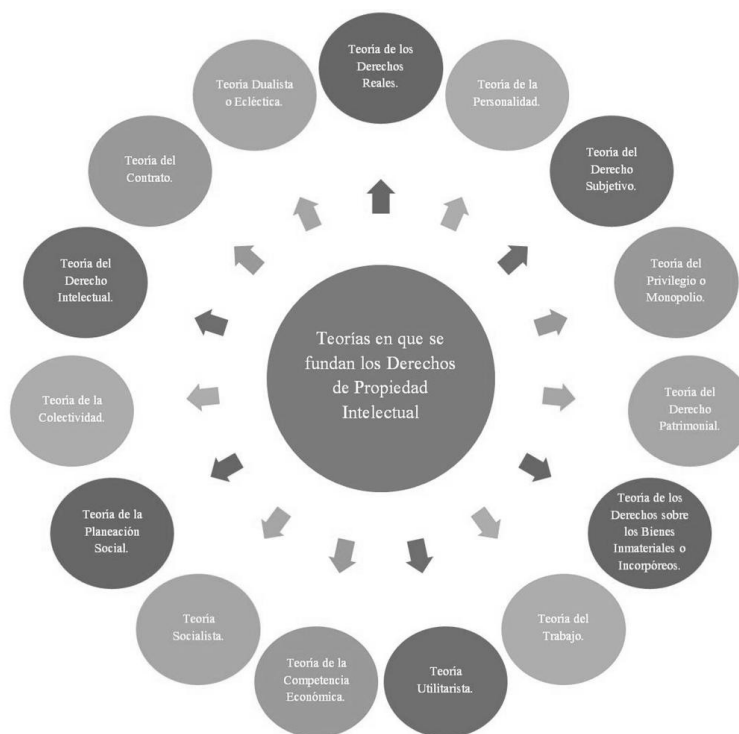 Teorías en que se
fundan los Derechos
de Propiedad
Intelectual
Teoría de los
Derechos
Reales.
Teoría de la
Personalidad.
Teoría del
Derecho
Subjetivo.
Teoría del
Privilegio o
Monopolio.
Teoría del
Derecho
Patrimonial.
Teoría de los
Derechos sobre
los Bienes
Inmateriales o
Incorpóreos.
Teoría del
Trabajo.
Teoría
Utilitarista.
Teoría de la
Competencia
Económica.
Teoría
Socialista.
Teoría de la
Planeación
Social.
Teoría de la
Colectividad.
Teoría del
Derecho
Intelectual.
Teoría del
Contrato.
Teoría Dualista
o Ecléctica.